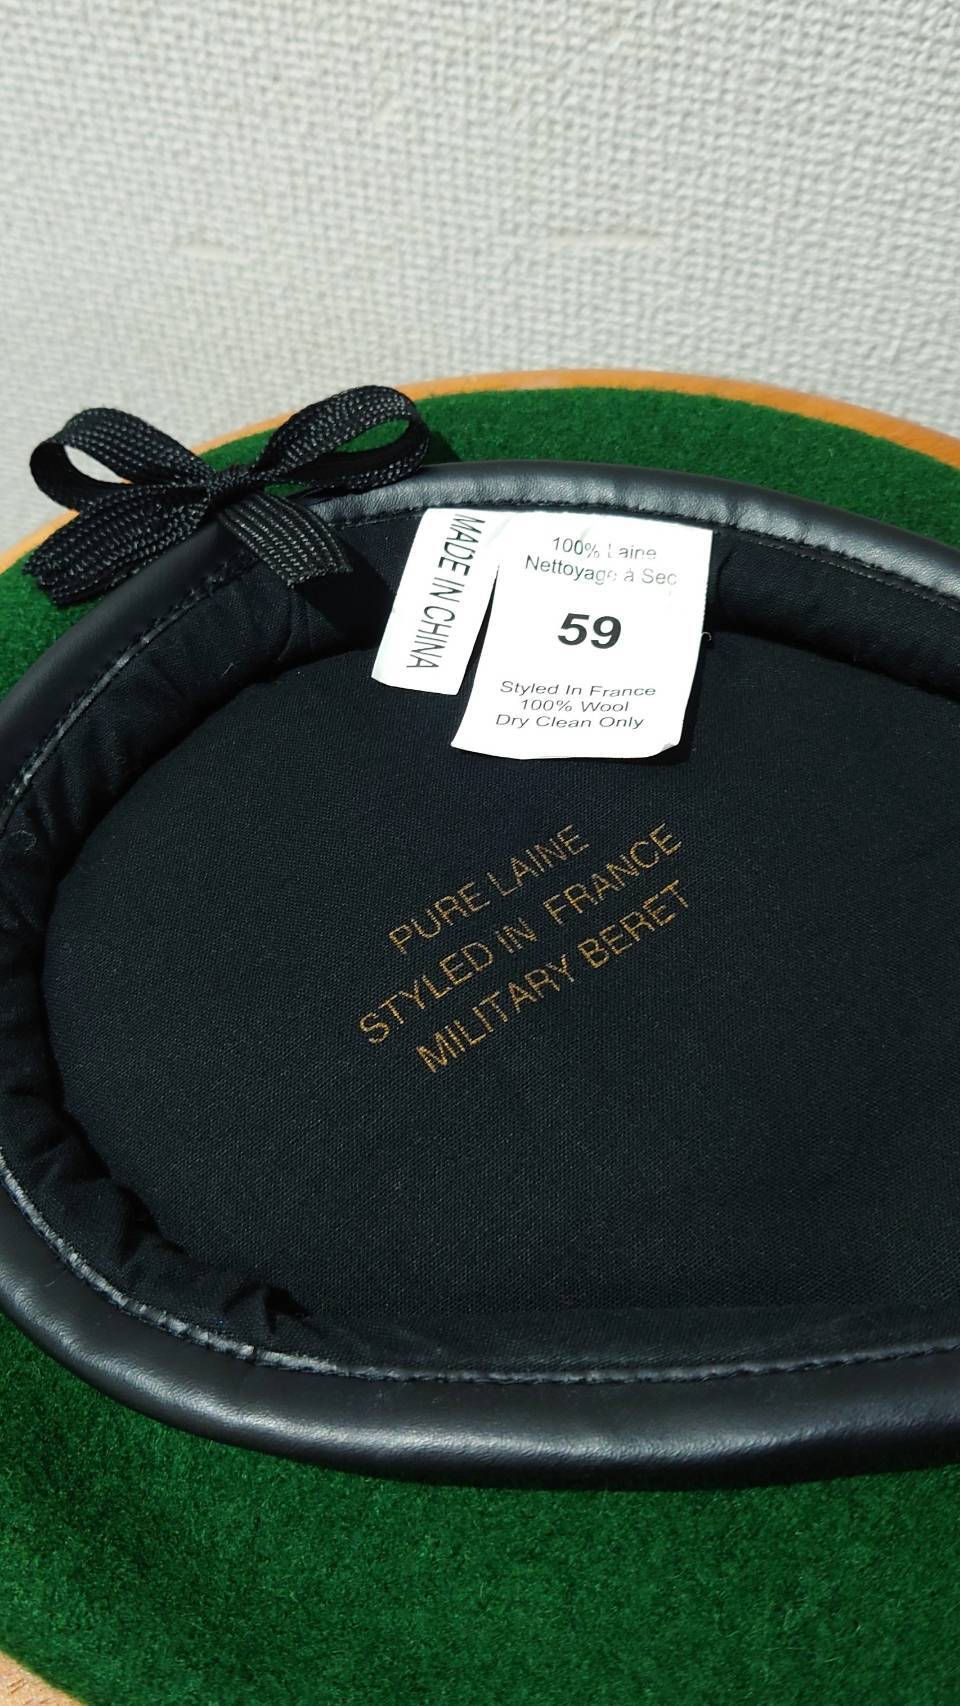 MADE IN CHINA
100% Laine
Nettoyage à Sec
59
Styled In France
100% Wool
Dry Clean Only
PURE LAINE
STYLED IN FRANCE
MILITARY BERET